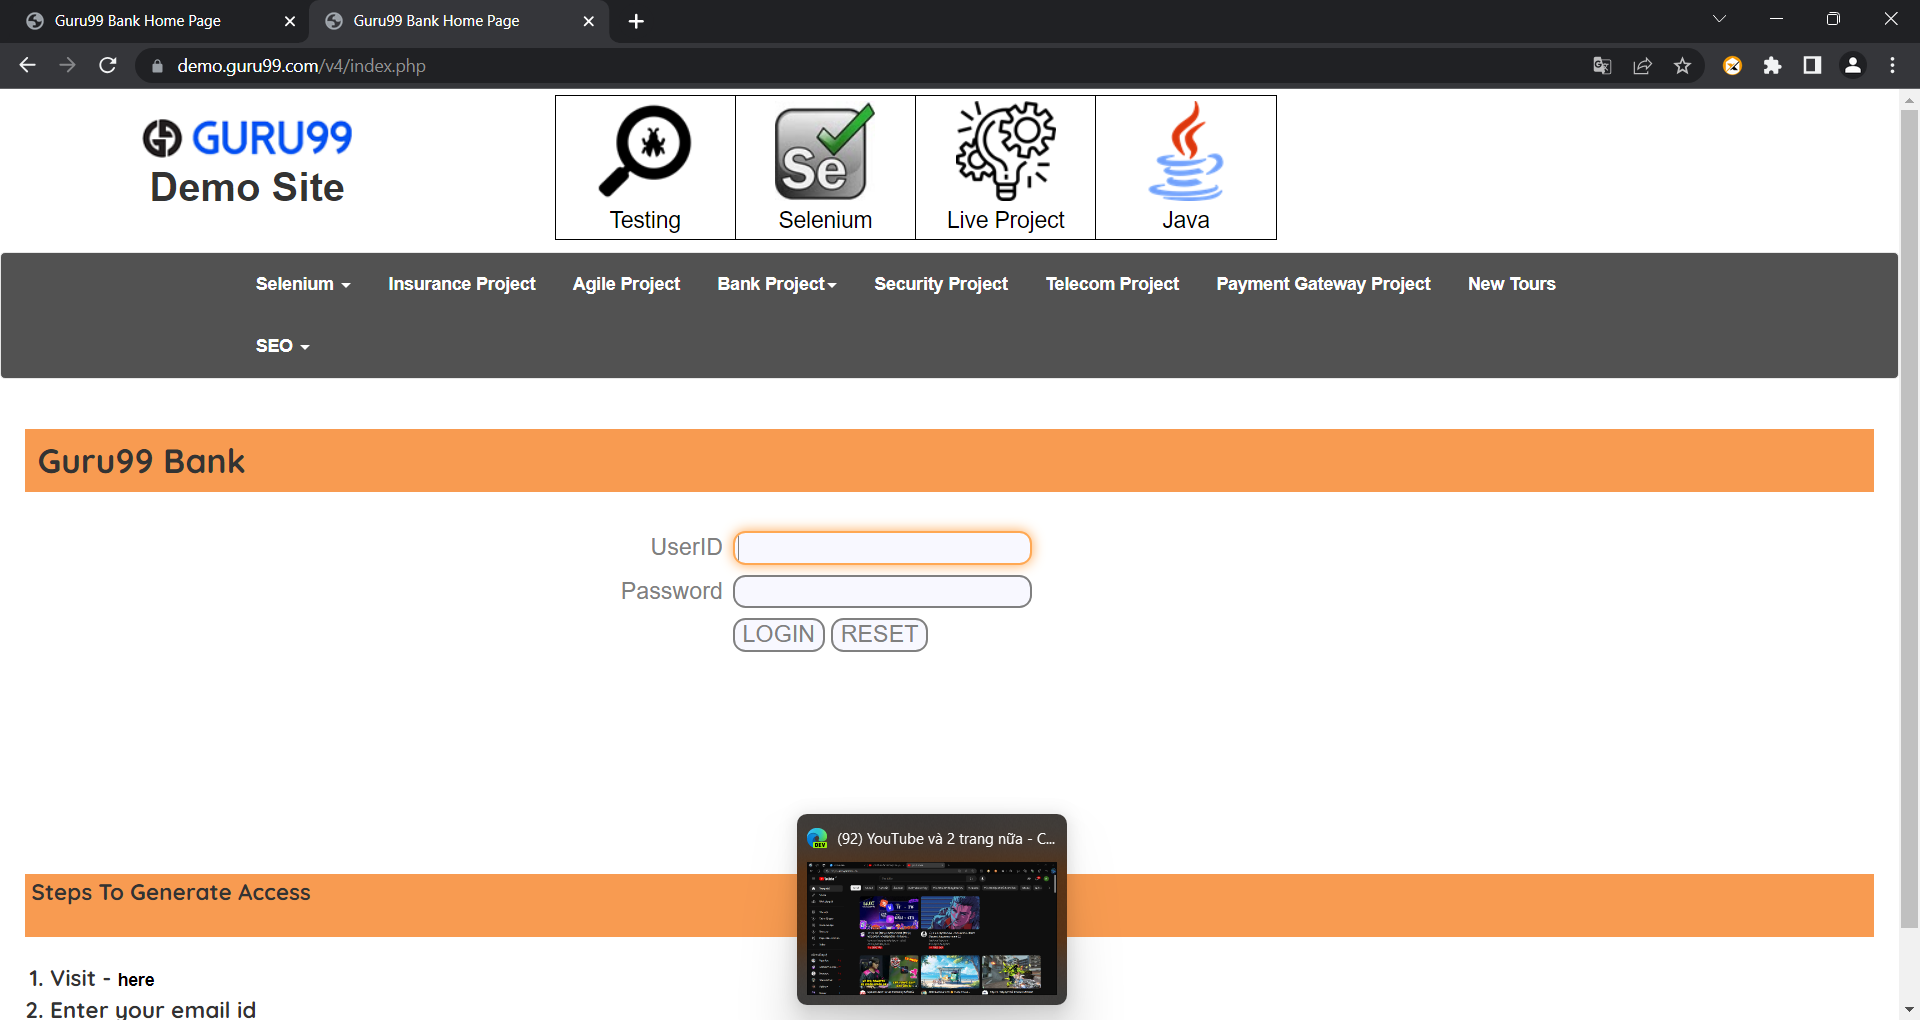 Guru99 Bank Home Page
Guru99 Bank Home Page
demo.guru99.com/v4/index.php
GURU99
Demo Site
Se
Testing
Selenium
Live Project
Java
Selenium
Insurance Project
Agile Project
Bank Project
Security Project
Telecom Project
Payment Gateway Project
New Tours
SEO
Guru99 Bank
UserID
Password
LOGIN
RESET
(92) YouTube và 2 trang nữa - C...
DEV
Steps To Generate Access
1. Visit - here
2. Enter your email id